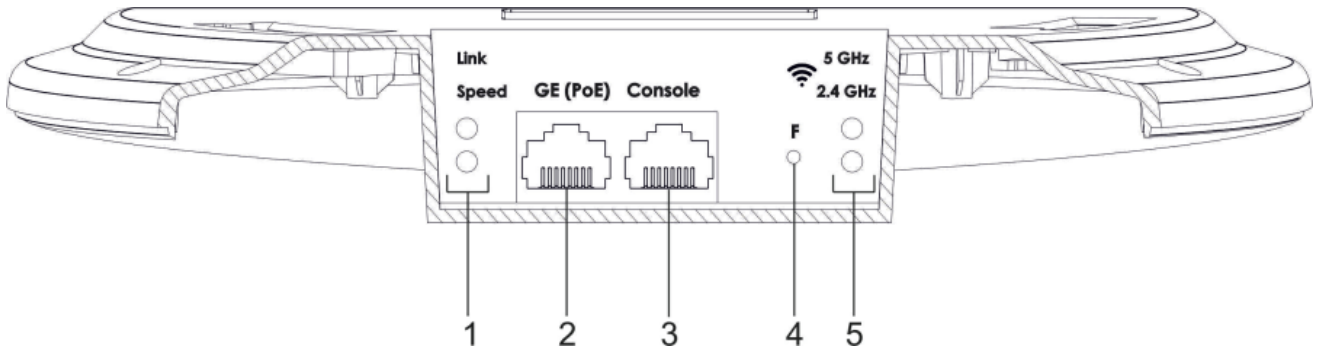 Link
5 GHz
Speed
GE (PoE)
Console
2.4 GHz
F
1
2
3
4
5